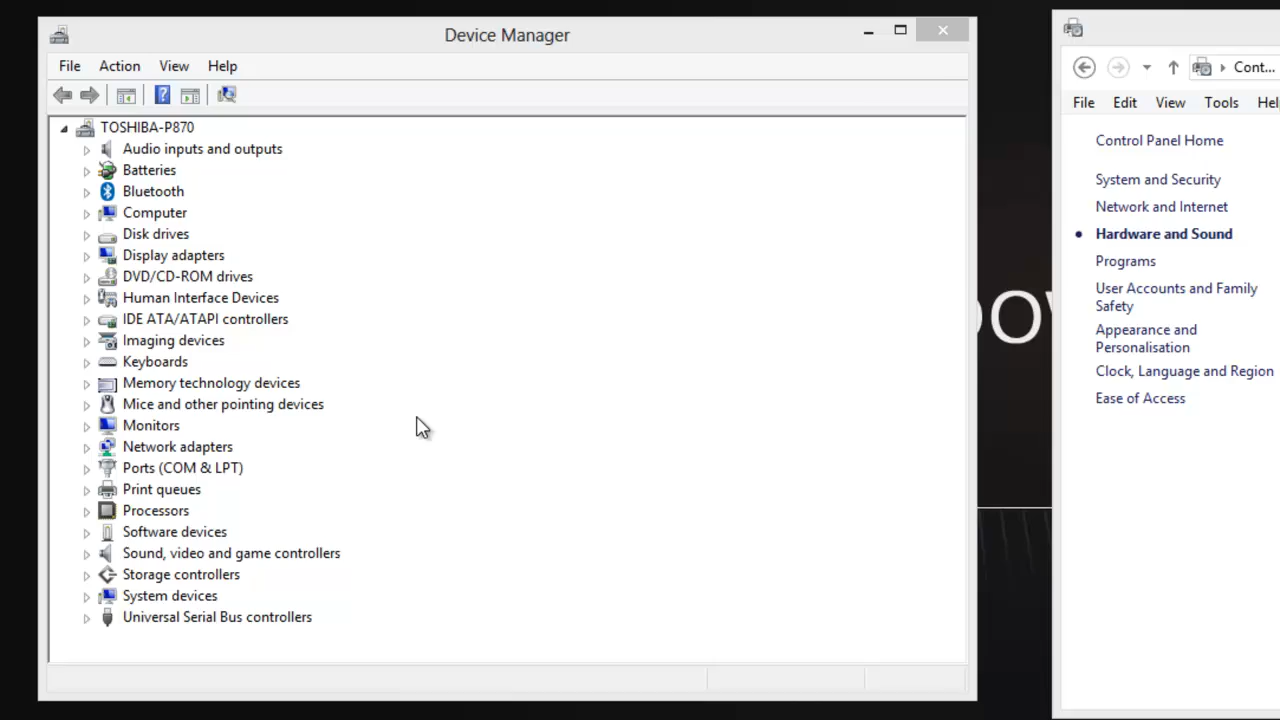 Device Manager
File Action View Help
TOSHIBA-P870
Audio inputs and outputs
Batteries
Bluetooth
Computer
Disk drives
Display adapters
DVD/CD-ROM drives
Human Interface Devices
IDE ATA/ATAPI controllers
Imaging devices
Keyboards
Memory technology devices
Mice and other pointing devices
Monitors
Network adapters
Ports (COM & LPT)
Print queues
Processors
Software devices
Sound, video and game controllers
Storage controllers
System devices
Universal Serial Bus controllers
Cont...
File Edit View Tools
Control Panel Home
System and Security
Network and Internet
Hardware and Sound
Programs
User Accounts and Family
Safety
Appearance and
Personalisation
Clock, Language and Region
Ease of Access